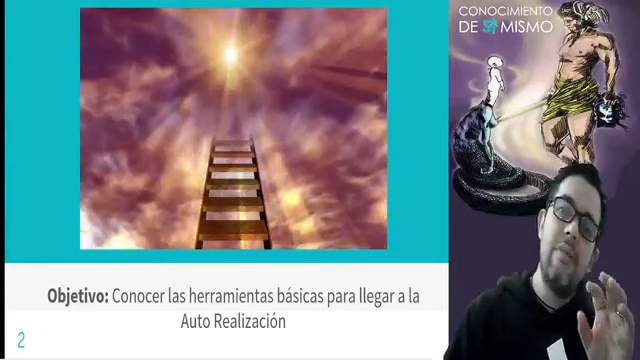 CONOCIMIENTO
DE SÍ MISMO
Objetivo: Conocer las herramientas básicas para llegar a la
Auto Realización
2